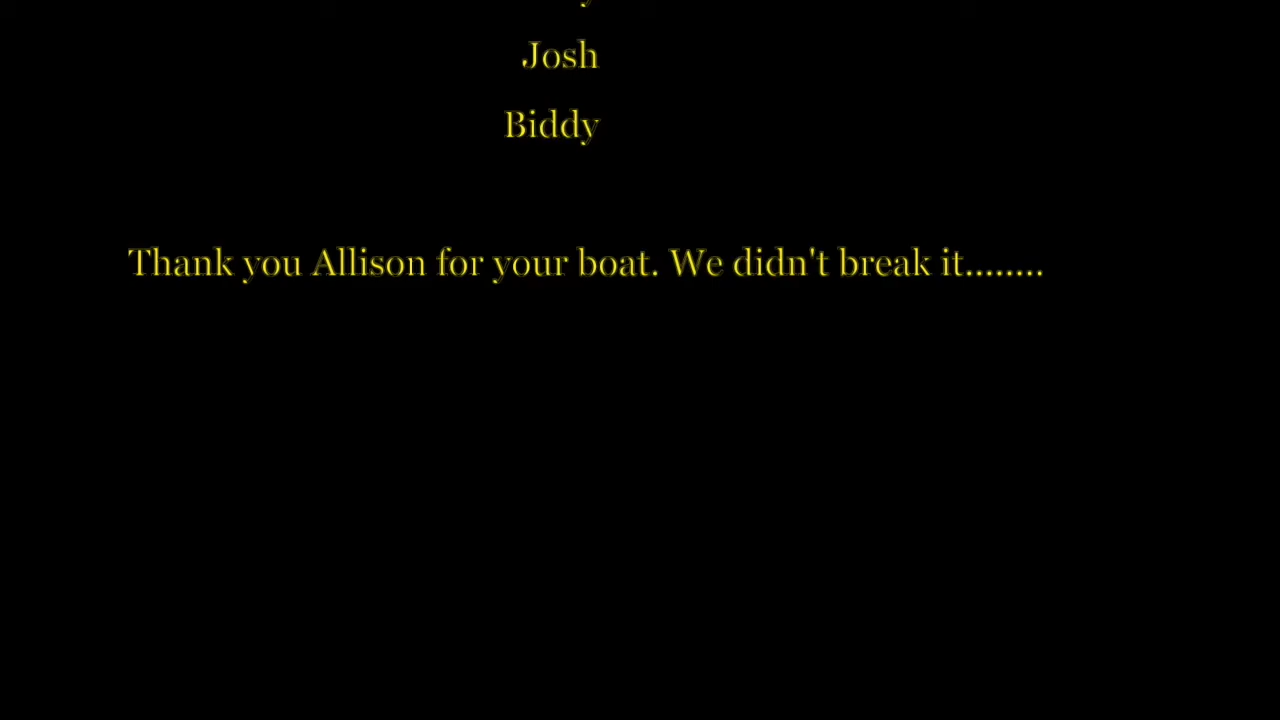 Josh
Biddy
Thank you Allison for your boat. We didn't break it........